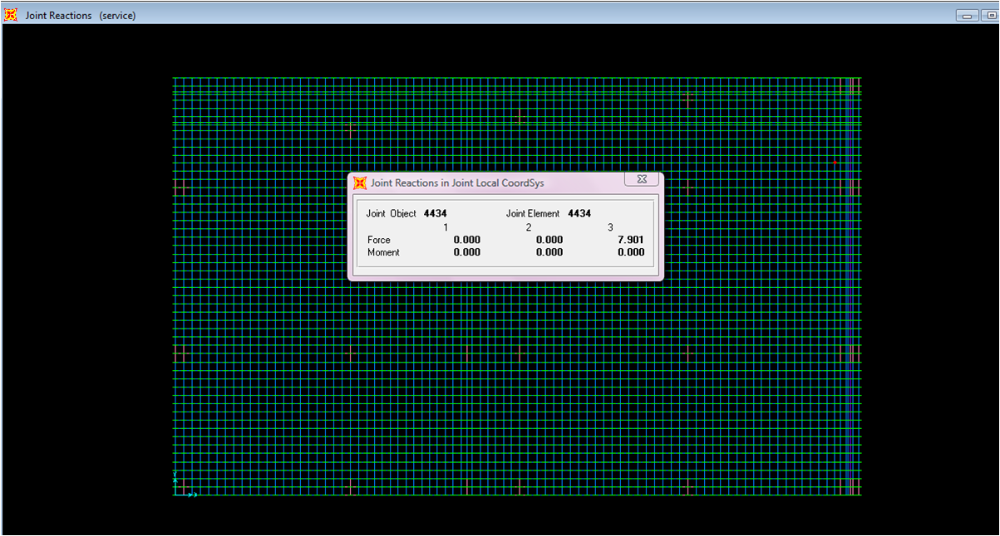 Joint Reactions (service)
Joint Reactions in Joint Local CoordSys
Joint Object 4434 Joint Element 4434
1 2 3
Force 0.000 0.000 7.901
Moment 0.000 0.000 0.000